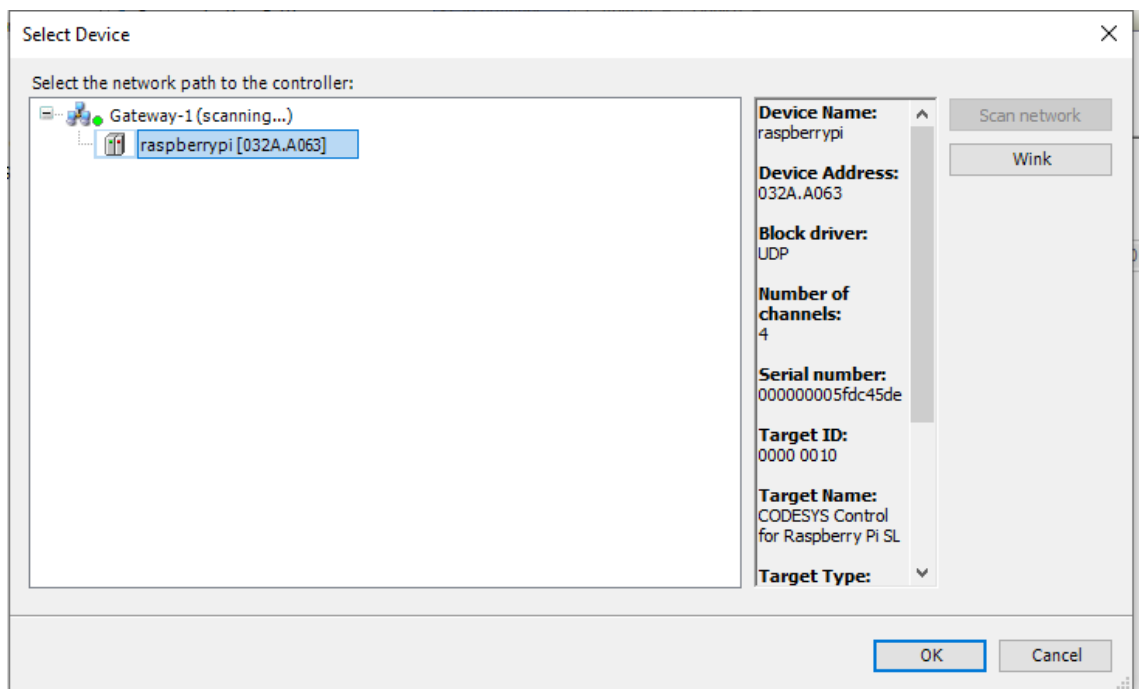 Select Device
Select the network path to the controller:
Gateway-1 (scanning...)
raspberrypi [032A.A063]
Device Name:
raspberrypi
Device Address:
032A.A063
Block driver:
UDP
Number of
channels:
4
Serial number:
000000005fdc45de
Target ID:
0000 0010
Target Name:
CODESYS Control
for Raspberry Pi SL
Target Type:
Scan network
Wink
OK
Cancel